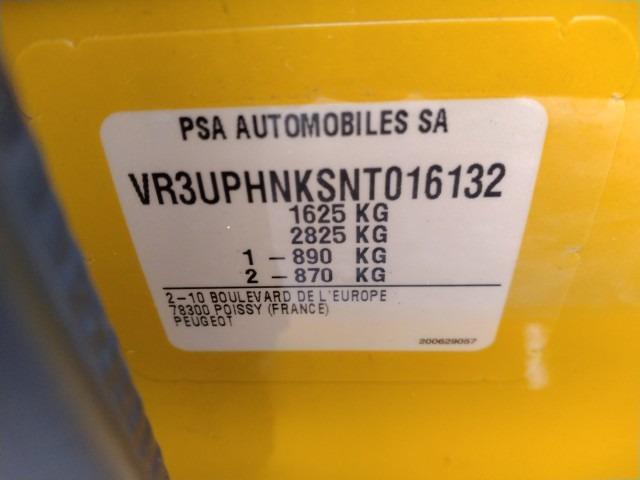 PSA AUTOMOBILES SA
VR3UPHNKSNT016132
1625 KG
2825 KG
1 - 890 KG
2 - 870 KG
2-10 BOULEVARD DE L'EUROPE
78300 POISSY (FRANCE)
PEUGEOT
200629057